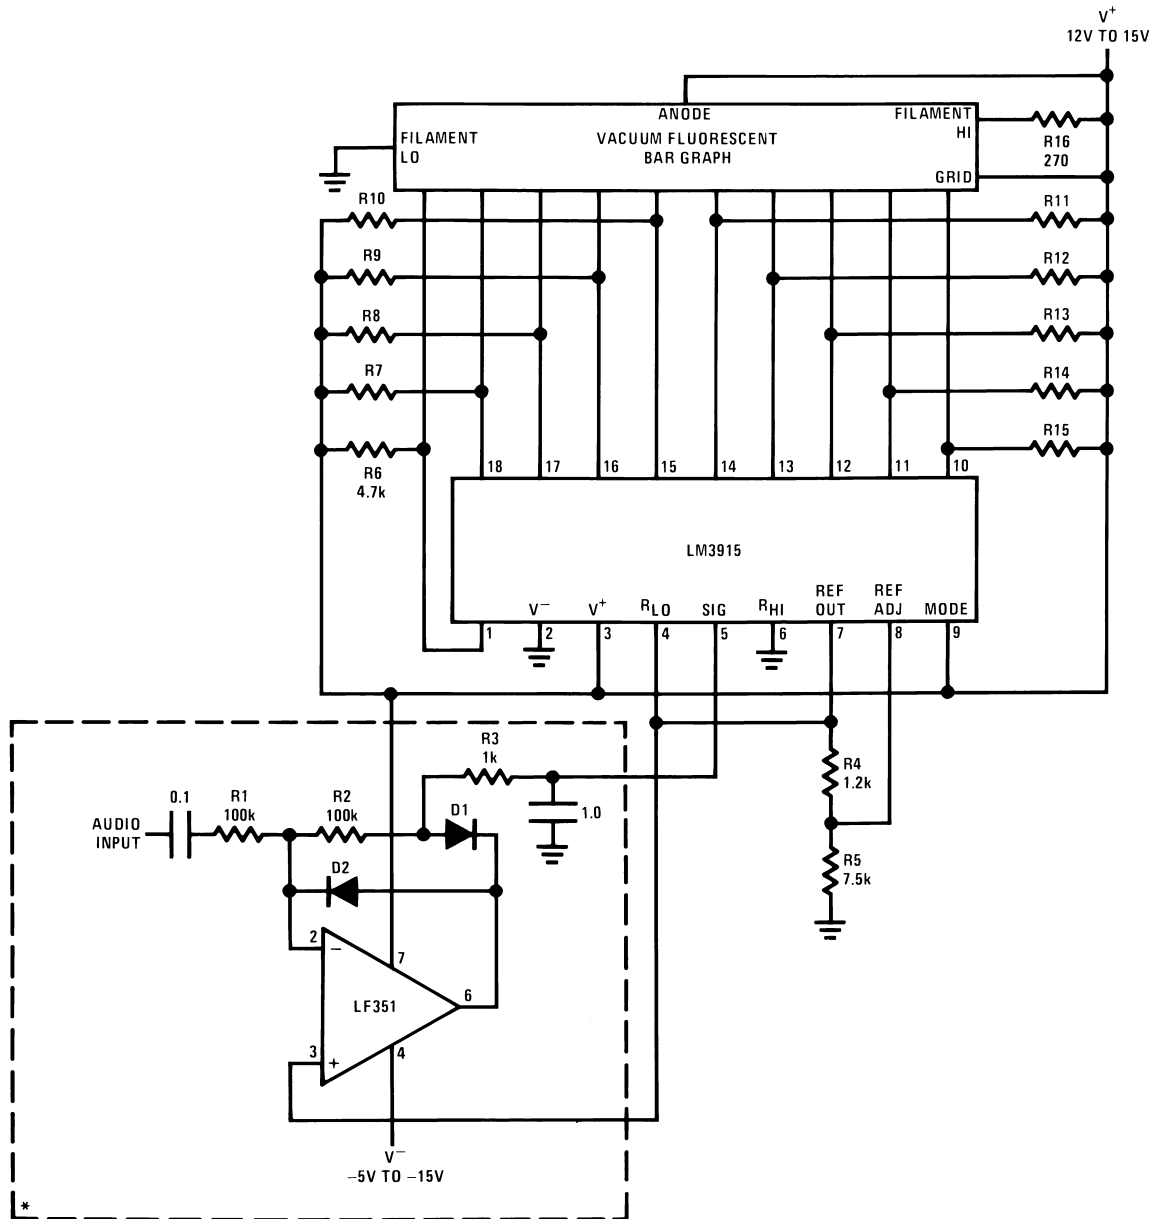 V+
12V TO 15V
ANODE
FILAMENT
HI
FILAMENT
LO
VACUUM FLUORESCENT
BAR GRAPH
R16
270
GRID
R10
R11
R9
R12
R8
R13
R7
R14
R6
4.7k
R15
18
17
16
15
14
13
12
11
10
LM3915
V−
V+
RLO
SIG
RHI
REF
OUT
REF
ADJ
MODE
1
2
3
4
5
6
7
8
9
R3
1k
R4
1.2k
0.1
R1
100k
R2
100k
D1
1.0
AUDIO
INPUT
D2
R5
7.5k
2
−
7
LF351
6
3
+
4
V−
−5V TO −15V
*